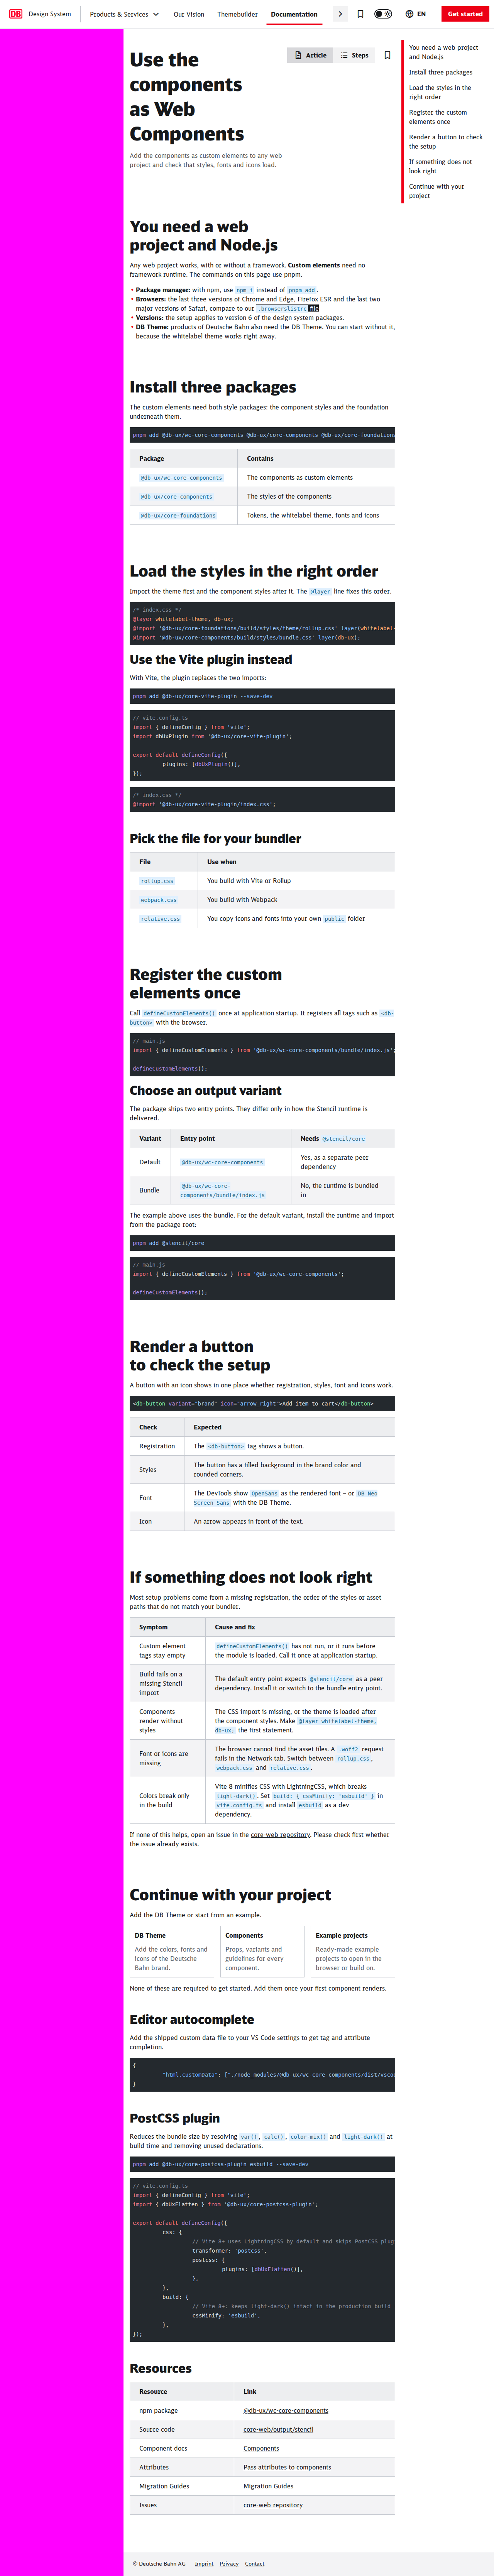 DB Design System Products & Services Our Vision Themebuilder Documentation EN Get started
Use the
components
as Web
Components
Article Steps
Add the components as custom elements to any web
project and check that styles, fonts and icons load.
You need a web project
and Node.js
Install three packages
Load the styles in the
right order
Register the custom
elements once
Render a button to check
the setup
If something does not
look right
Continue with your
project
You need a web
project and Node.js
Any web project works, with or without a framework. Custom elements need no
framework runtime. The commands on this page use pnpm.
• Package manager: with npm, use npm i instead of pnpm add.
• Browsers: the last three versions of Chrome and Edge, Firefox ESR and the last two
major versions of Safari, compare to our .browserslistrc file
• Versions: the setup applies to version 6 of the design system packages.
• DB Theme: products of Deutsche Bahn also need the DB Theme. You can start without it,
because the whitelabel theme works right away.
Install three packages
The custom elements need both style packages: the component styles and the foundation
underneath them.
pnpm add @db-ux/wc-core-components @db-ux/core-components @db-ux/core-foundations
Package Contains
@db-ux/wc-core-components The components as custom elements
@db-ux/core-components The styles of the components
@db-ux/core-foundations Tokens, the whitelabel theme, fonts and icons
Load the styles in the right order
Import the theme first and the component styles after it. The @layer line fixes this order.
/* index.css */
@layer whitelabel-theme, db-ux;
@import '@db-ux/core-foundations/build/styles/theme/rollup.css' layer(whitelabel-
@import '@db-ux/core-components/build/styles/bundle.css' layer(db-ux);
Use the Vite plugin instead
With Vite, the plugin replaces the two imports:
pnpm add @db-ux/core-vite-plugin --save-dev
// vite.config.ts
import { defineConfig } from 'vite';
import dbUxPlugin from '@db-ux/core-vite-plugin';
export default defineConfig({
plugins: [dbUxPlugin()],
});
/* index.css */
@import '@db-ux/core-vite-plugin/index.css';
Pick the file for your bundler
File Use when
rollup.css You build with Vite or Rollup
webpack.css You build with Webpack
relative.css You copy icons and fonts into your own public folder
Register the custom
elements once
Call defineCustomElements() once at application startup. It registers all tags such as <db-
button> with the browser.
// main.js
import { defineCustomElements } from '@db-ux/wc-core-components/bundle/index.js';
defineCustomElements();
Choose an output variant
The package ships two entry points. They differ only in how the Stencil runtime is
delivered.
Variant Entry point Needs @stencil/core
Default @db-ux/wc-core-components Yes, as a separate peer
dependency
Bundle @db-ux/wc-core-
components/bundle/index.js No, the runtime is bundled
in
The example above uses the bundle. For the default variant, install the runtime and import
from the package root:
pnpm add @stencil/core
// main.js
import { defineCustomElements } from '@db-ux/wc-core-components';
defineCustomElements();
Render a button
to check the setup
A button with an icon shows in one place whether registration, styles, font and icons work.
<db-button variant="brand" icon="arrow_right">Add item to cart</db-button>
Check Expected
Registration The <db-button> tag shows a button.
Styles The button has a filled background in the brand color and
rounded corners.
Font The DevTools show OpenSans as the rendered font – or DB Neo
Screen Sans with the DB Theme.
Icon An arrow appears in front of the text.
If something does not look right
Most setup problems come from a missing registration, the order of the styles or asset
paths that do not match your bundler.
Symptom Cause and fix
Custom element
tags stay empty defineCustomElements() has not run, or it runs before
the module is loaded. Call it once at application startup.
Build fails on a
missing Stencil
import The default entry point expects @stencil/core as a peer
dependency. Install it or switch to the bundle entry point.
Components
render without
styles The CSS import is missing, or the theme is loaded after
the component styles. Make @layer whitelabel-theme,
db-ux; the first statement.
Font or icons are
missing The browser cannot find the asset files. A .woff2 request
fails in the Network tab. Switch between rollup.css,
webpack.css and relative.css.
Colors break only
in the build Vite 8 minifies CSS with LightningCSS, which breaks
light-dark(). Set build: { cssMinify: 'esbuild' } in
vite.config.ts and install esbuild as a dev
dependency.
If none of this helps, open an issue in the core-web repository. Please check first whether
the issue already exists.
Continue with your project
Add the DB Theme or start from an example.
DB Theme
Add the colors, fonts and
icons of the Deutsche
Bahn brand.
Components
Props, variants and
guidelines for every
component.
Example projects
Ready-made example
projects to open in the
browser or build on.
None of these are required to get started. Add them once your first component renders.
Editor autocomplete
Add the shipped custom data file to your VS Code settings to get tag and attribute
completion.
{
"html.customData": ["./node_modules/@db-ux/wc-core-components/dist/vscod
}
PostCSS plugin
Reduces the bundle size by resolving var(), calc(), color-mix() and light-dark() at
build time and removing unused declarations.
pnpm add @db-ux/core-postcss-plugin esbuild --save-dev
// vite.config.ts
import { defineConfig } from 'vite';
import { dbUxFlatten } from '@db-ux/core-postcss-plugin';
export default defineConfig({
css: {
// Vite 8+ uses LightningCSS by default and skips PostCSS plug
transformer: 'postcss',
postcss: {
plugins: [dbUxFlatten()],
},
},
build: {
// Vite 8+: keeps light-dark() intact in the production build
cssMinify: 'esbuild',
},
});
Resources
Resource Link
npm package @db-ux/wc-core-components
Source code core-web/output/stencil
Component docs Components
Attributes Pass attributes to components
Migration Guides Migration Guides
Issues core-web repository
© Deutsche Bahn AG Imprint Privacy Contact